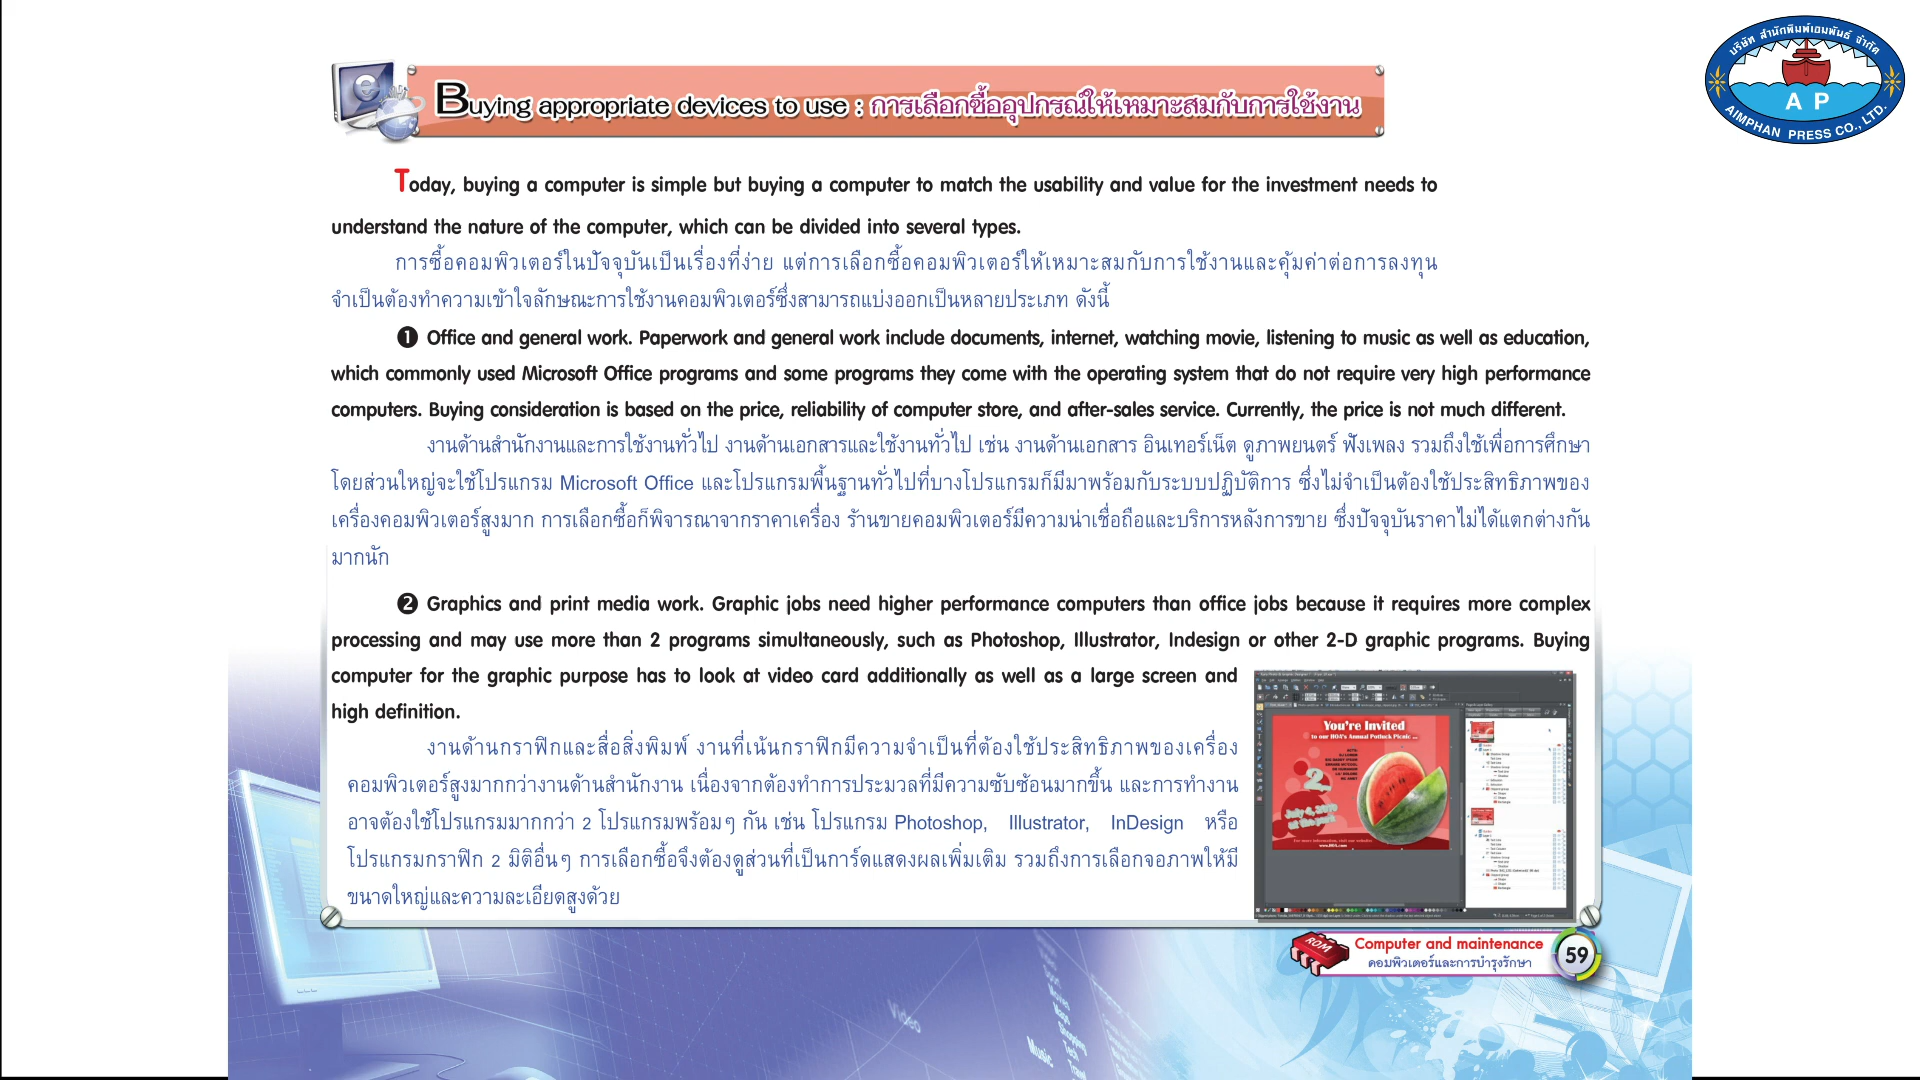 บริษัท สำนักพิมพ์เอมพันธ์ จำกัด
A P
AIMPHAN PRESS CO., LTD.
Buying appropriate devices to use : การเลือกซื้ออุปกรณ์ให้เหมาะสมกับการใช้งาน
Today, buying a computer is simple but buying a computer to match the usability and value for the investment needs to
understand the nature of the computer, which can be divided into several types.
การซื้อคอมพิวเตอร์ในปัจจุบันเป็นเรื่องที่ง่าย แต่การเลือกซื้อคอมพิวเตอร์ให้เหมาะสมกับการใช้งานและคุ้มค่าต่อการลงทุน
จำเป็นต้องทำความเข้าใจลักษณะการใช้งานคอมพิวเตอร์ซึ่งสามารถแบ่งออกเป็นหลายประเภท ดังนี้
❶ Office and general work. Paperwork and general work include documents, internet, watching movie, listening to music as well as education,
which commonly used Microsoft Office programs and some programs they come with the operating system that do not require very high performance
computers. Buying consideration is based on the price, reliability of computer store, and after-sales service. Currently, the price is not much different.
งานด้านสำนักงานและการใช้งานทั่วไป งานด้านเอกสารและใช้งานทั่วไป เช่น งานด้านเอกสาร อินเทอร์เน็ต ดูภาพยนตร์ ฟังเพลง รวมถึงใช้เพื่อการศึกษา
โดยส่วนใหญ่จะใช้โปรแกรม Microsoft Office และโปรแกรมพื้นฐานทั่วไปที่บางโปรแกรมก็มีมาพร้อมกับระบบปฏิบัติการ ซึ่งไม่จำเป็นต้องใช้ประสิทธิภาพของ
เครื่องคอมพิวเตอร์สูงมาก การเลือกซื้อก็พิจารณาจากราคาเครื่อง ร้านขายคอมพิวเตอร์มีความน่าเชื่อถือและบริการหลังการขาย ซึ่งปัจจุบันราคาไม่ได้แตกต่างกัน
มากนัก
❷ Graphics and print media work. Graphic jobs need higher performance computers than office jobs because it requires more complex
processing and may use more than 2 programs simultaneously, such as Photoshop, Illustrator, Indesign or other 2-D graphic programs. Buying
computer for the graphic purpose has to look at video card additionally as well as a large screen and
high definition.
งานด้านกราฟิกและสื่อสิ่งพิมพ์ งานที่เน้นกราฟิกมีความจำเป็นที่ต้องใช้ประสิทธิภาพของเครื่อง
คอมพิวเตอร์สูงมากกว่างานด้านสำนักงาน เนื่องจากต้องทำการประมวลที่มีความซับซ้อนมากขึ้น และการทำงาน
อาจต้องใช้โปรแกรมมากกว่า 2 โปรแกรมพร้อมๆ กัน เช่น โปรแกรม Photoshop, Illustrator, InDesign หรือ
โปรแกรมกราฟิก 2 มิติอื่นๆ การเลือกซื้อจึงต้องดูส่วนที่เป็นการ์ดแสดงผลเพิ่มเติม รวมถึงการเลือกจอภาพให้มี
ขนาดใหญ่และความละเอียดสูงด้วย
You're Invited
to our HOA's Annual Potluck Picnic ...
www.HOA.com
ROM
Computer and maintenance
คอมพิวเตอร์และการบำรุงรักษา
59
Video
Music